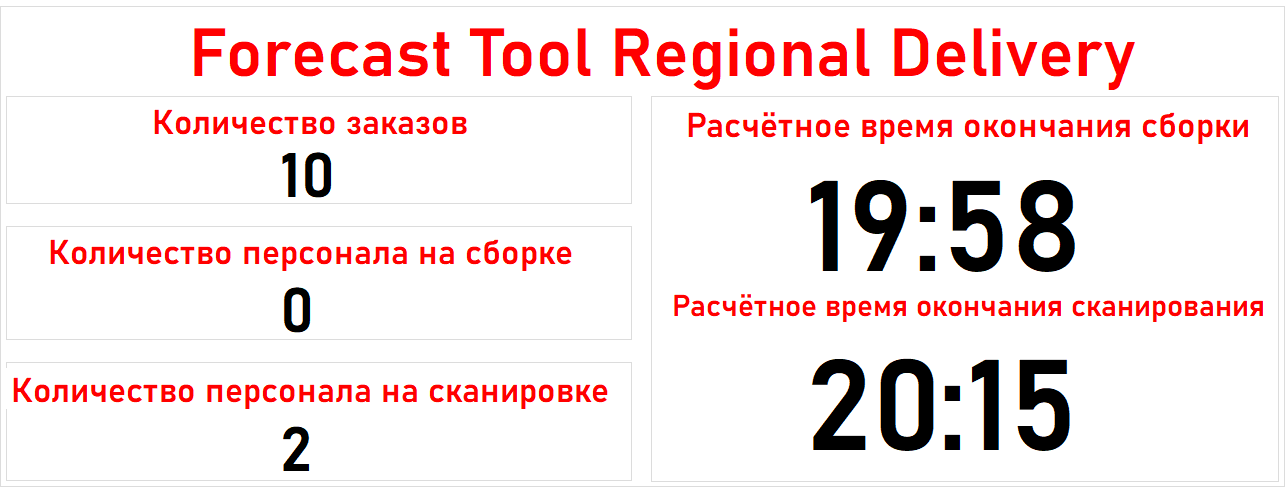 Forecast Tool Regional Delivery
Количество заказов
10
Количество персонала на сборке
0
Количество персонала на сканировке
2
Расчётное время окончания сборки
19:58
Расчётное время окончания сканирования
20:15